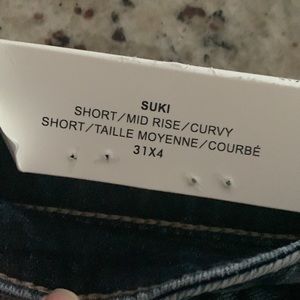 SUKI
SHORT/MID RISE/CURVY
SHORT/TAILLE MOYENNE/COURBÉ
31X4